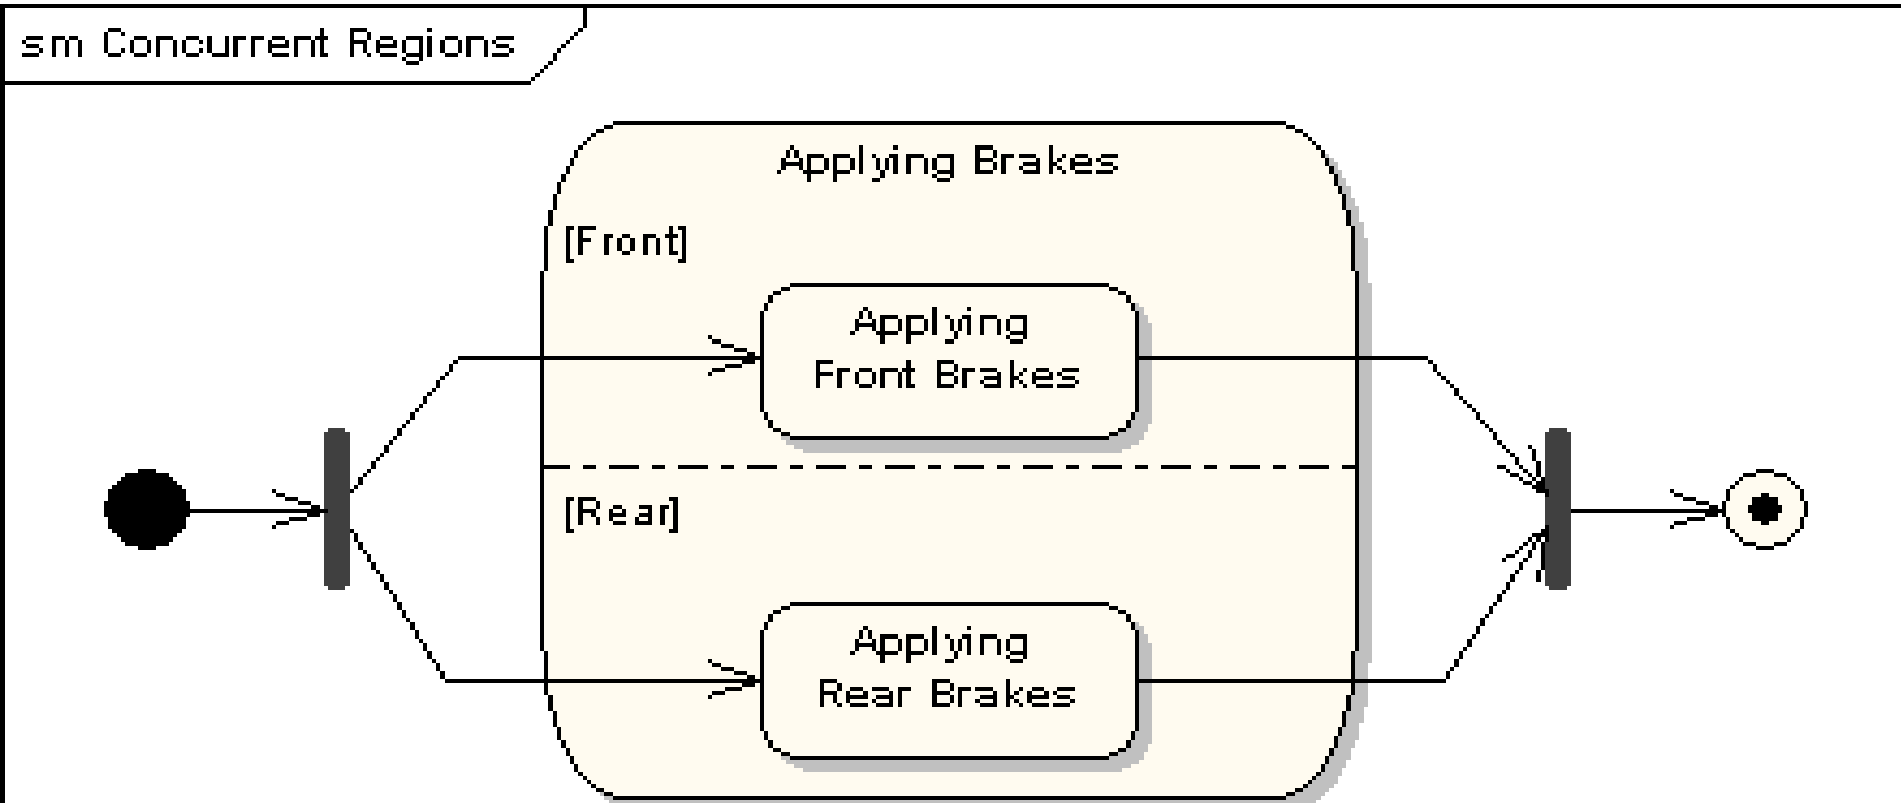 sm Concurrent Regions
Applying Brakes
[Front]
Applying
Front Brakes
[Rear]
Applying
Rear Brakes